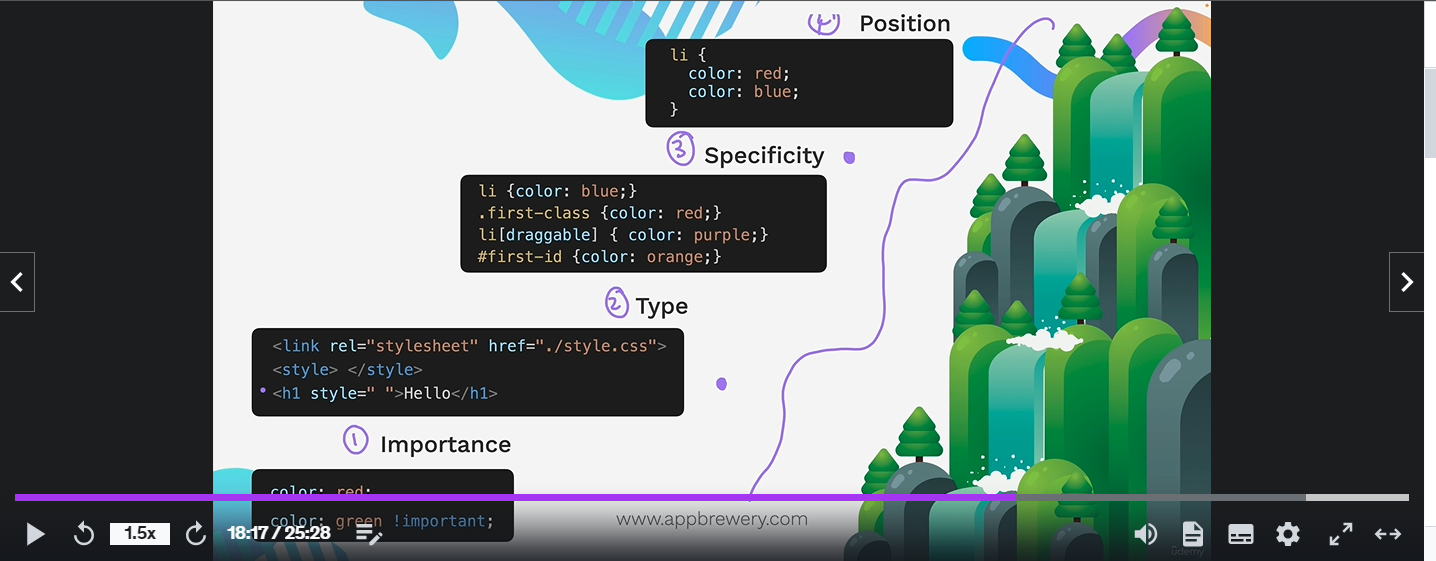 4 Position
li {
color: red;
color: blue;
}
3 Specificity
li {color: blue;}
.first-class {color: red;}
li[draggable] { color: purple;}
#first-id {color: orange;}
2 Type
<link rel="stylesheet" href="./style.css">
<style> </style>
<h1 style=" ">Hello</h1>
1 Importance
color: red;
color: green !important;
www.appbrewery.com
1.5x
18:17 / 25:28
ûdemy